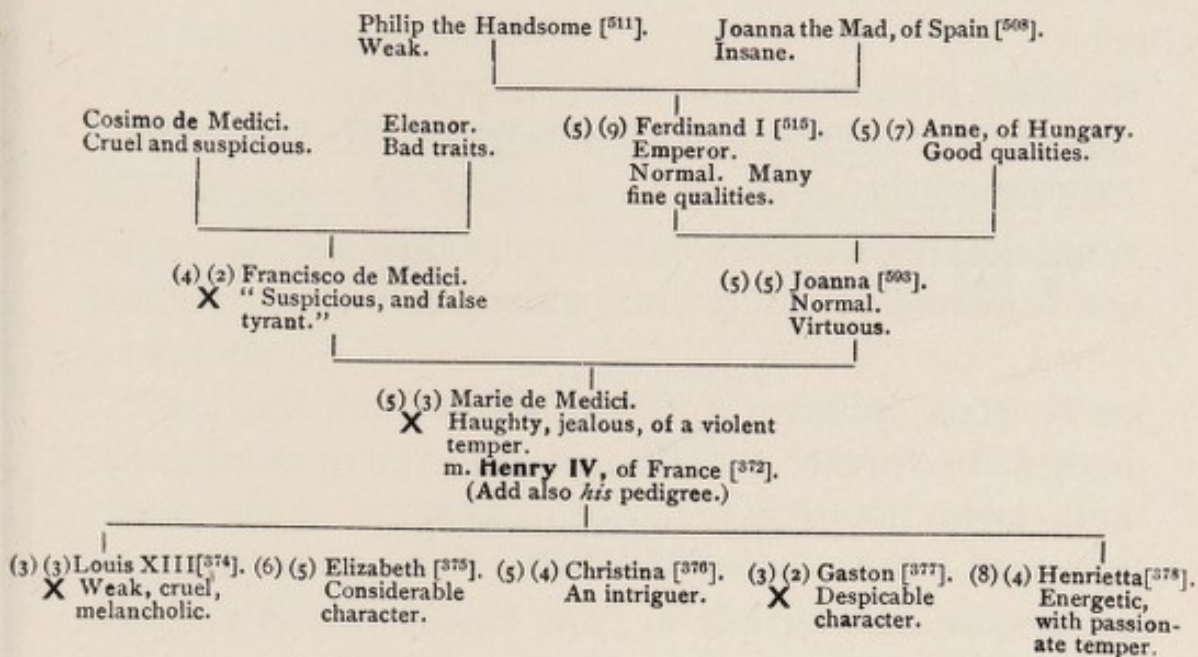 Philip the Handsome [511].
Weak.
Joanna the Mad, of Spain [508].
Insane.
Cosimo de Medici.
Cruel and suspicious.
Eleanor.
Bad traits.
(5) (9) Ferdinand I [515].
Emperor.
Normal. Many
fine qualities.
(5) (7) Anne, of Hungary.
Good qualities.
(4) (2) Francisco de Medici.
X " Suspicious, and false
tyrant."
(5) (5) Joanna [593].
Normal.
Virtuous.
(5) (3) Marie de Medici.
X Haughty, jealous, of a violent
temper.
m. Henry IV, of France [372].
(Add also his pedigree.)
(3) (3) Louis XIII[374].
X Weak, cruel,
melancholic.
(6) (5) Elizabeth [375].
Considerable
character.
(5) (4) Christina [376].
An intriguer.
(3) (2) Gaston [377].
X Despicable
character.
(8) (4) Henrietta[378].
Energetic,
with passion-
ate temper.